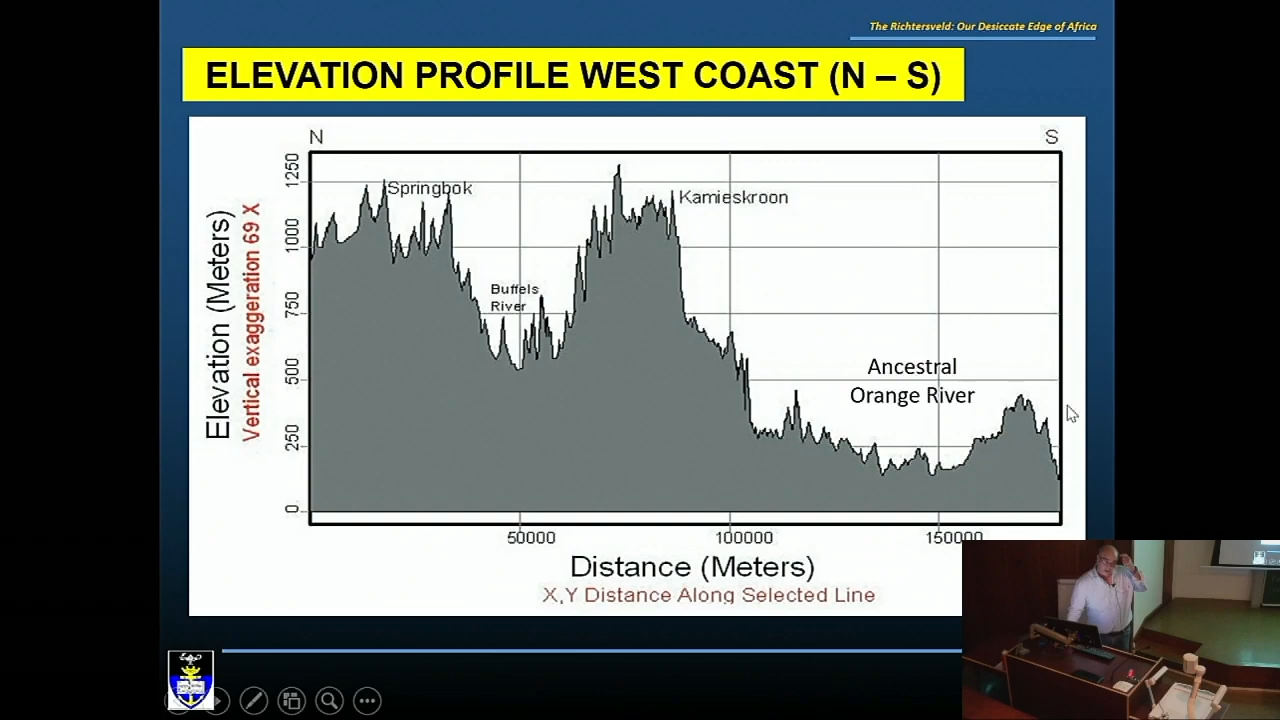 The Richtersveld: Our Desiccate Edge of Africa
ELEVATION PROFILE WEST COAST (N – S)
N
S
Elevation (Meters)
Vertical exaggeration 69 X
1250
1000
750
500
250
0
Springbok
Buffels
River
Kamieskroon
Ancestral
Orange River
50000
100000
150000
Distance (Meters)
X,Y Distance Along Selected Line